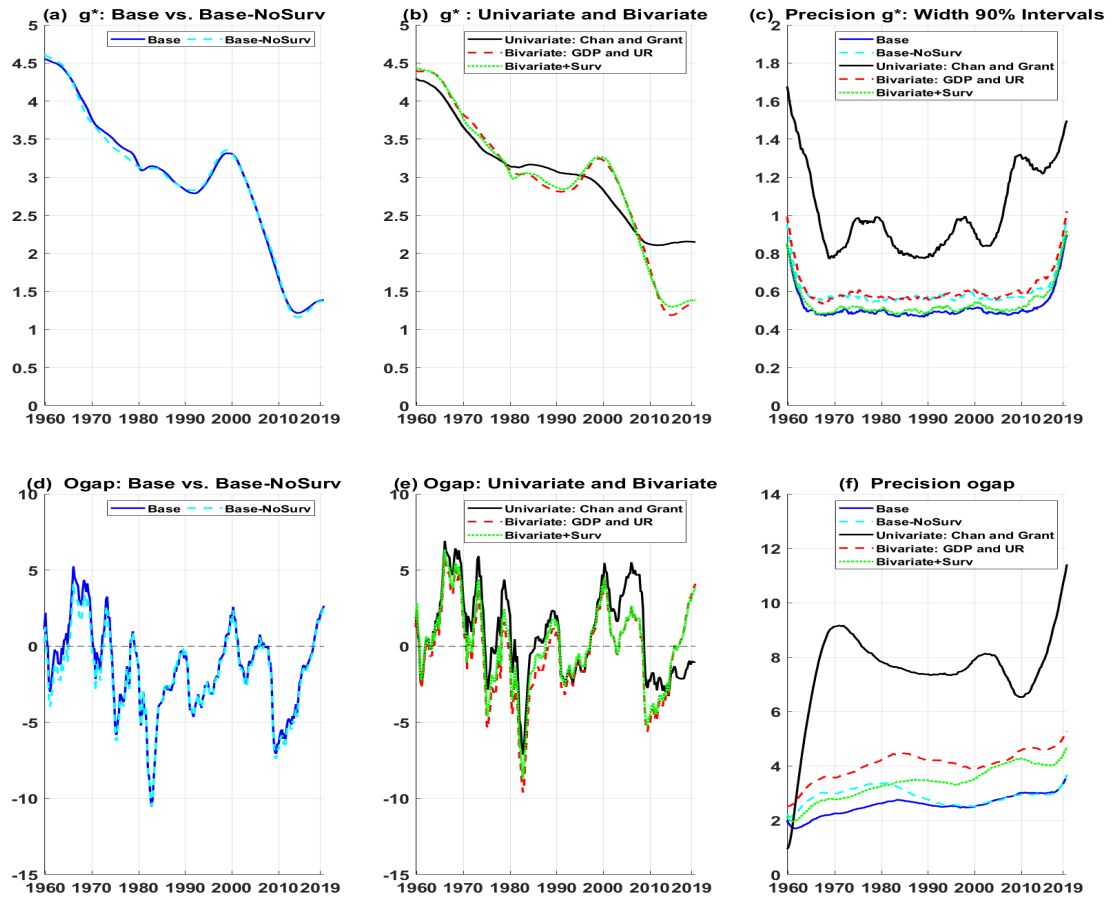 (a) g*: Base vs. Base-NoSurv
Base
Base-NoSurv
5
4.5
4
3.5
3
2.5
2
1.5
1
0.5
0
1960 1970 1980 1990 2000 2010 2019
(b) g* : Univariate and Bivariate
Univariate: Chan and Grant
Bivariate: GDP and UR
Bivariate+Surv
5
4.5
4
3.5
3
2.5
2
1.5
1
0.5
0
1960 1970 1980 1990 2000 2010 2019
(c) Precision g*: Width 90% Intervals
Base
Base-NoSurv
Univariate: Chan and Grant
Bivariate: GDP and UR
Bivariate+Surv
2
1.8
1.6
1.4
1.2
1
0.8
0.6
0.4
0.2
0
1960 1970 1980 1990 2000 2010 2019
(d) Ogap: Base vs. Base-NoSurv
Base
Base-NoSurv
10
5
0
-5
-10
-15
1960 1970 1980 1990 2000 2010 2019
(e) Ogap: Univariate and Bivariate
Univariate: Chan and Grant
Bivariate: GDP and UR
Bivariate+Surv
10
5
0
-5
-10
-15
1960 1970 1980 1990 2000 2010 2019
(f) Precision ogap
Base
Base-NoSurv
Univariate: Chan and Grant
Bivariate: GDP and UR
Bivariate+Surv
14
12
10
8
6
4
2
0
1960 1970 1980 1990 2000 2010 2019